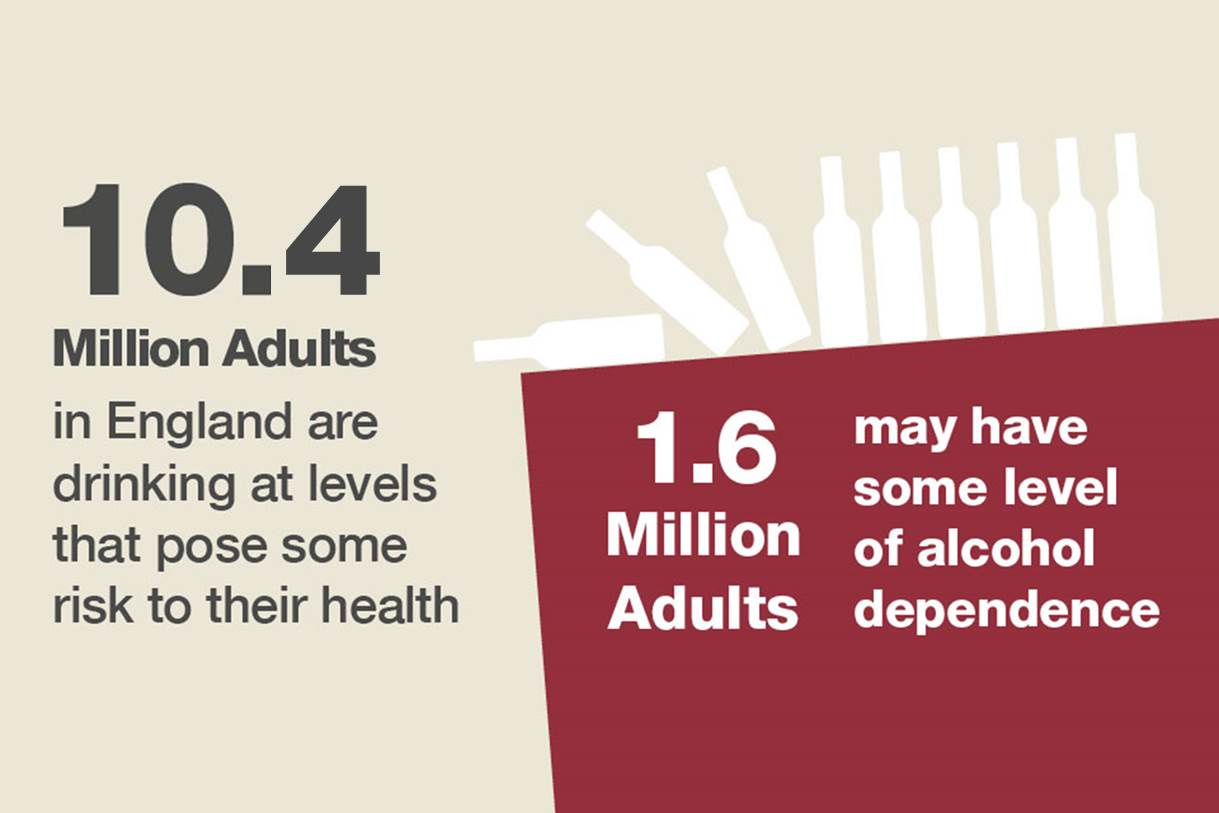 10.4
Million Adults
in England are
drinking at levels
that pose some
risk to their health
1.6
Million
Adults
may have
some level
of alcohol
dependence